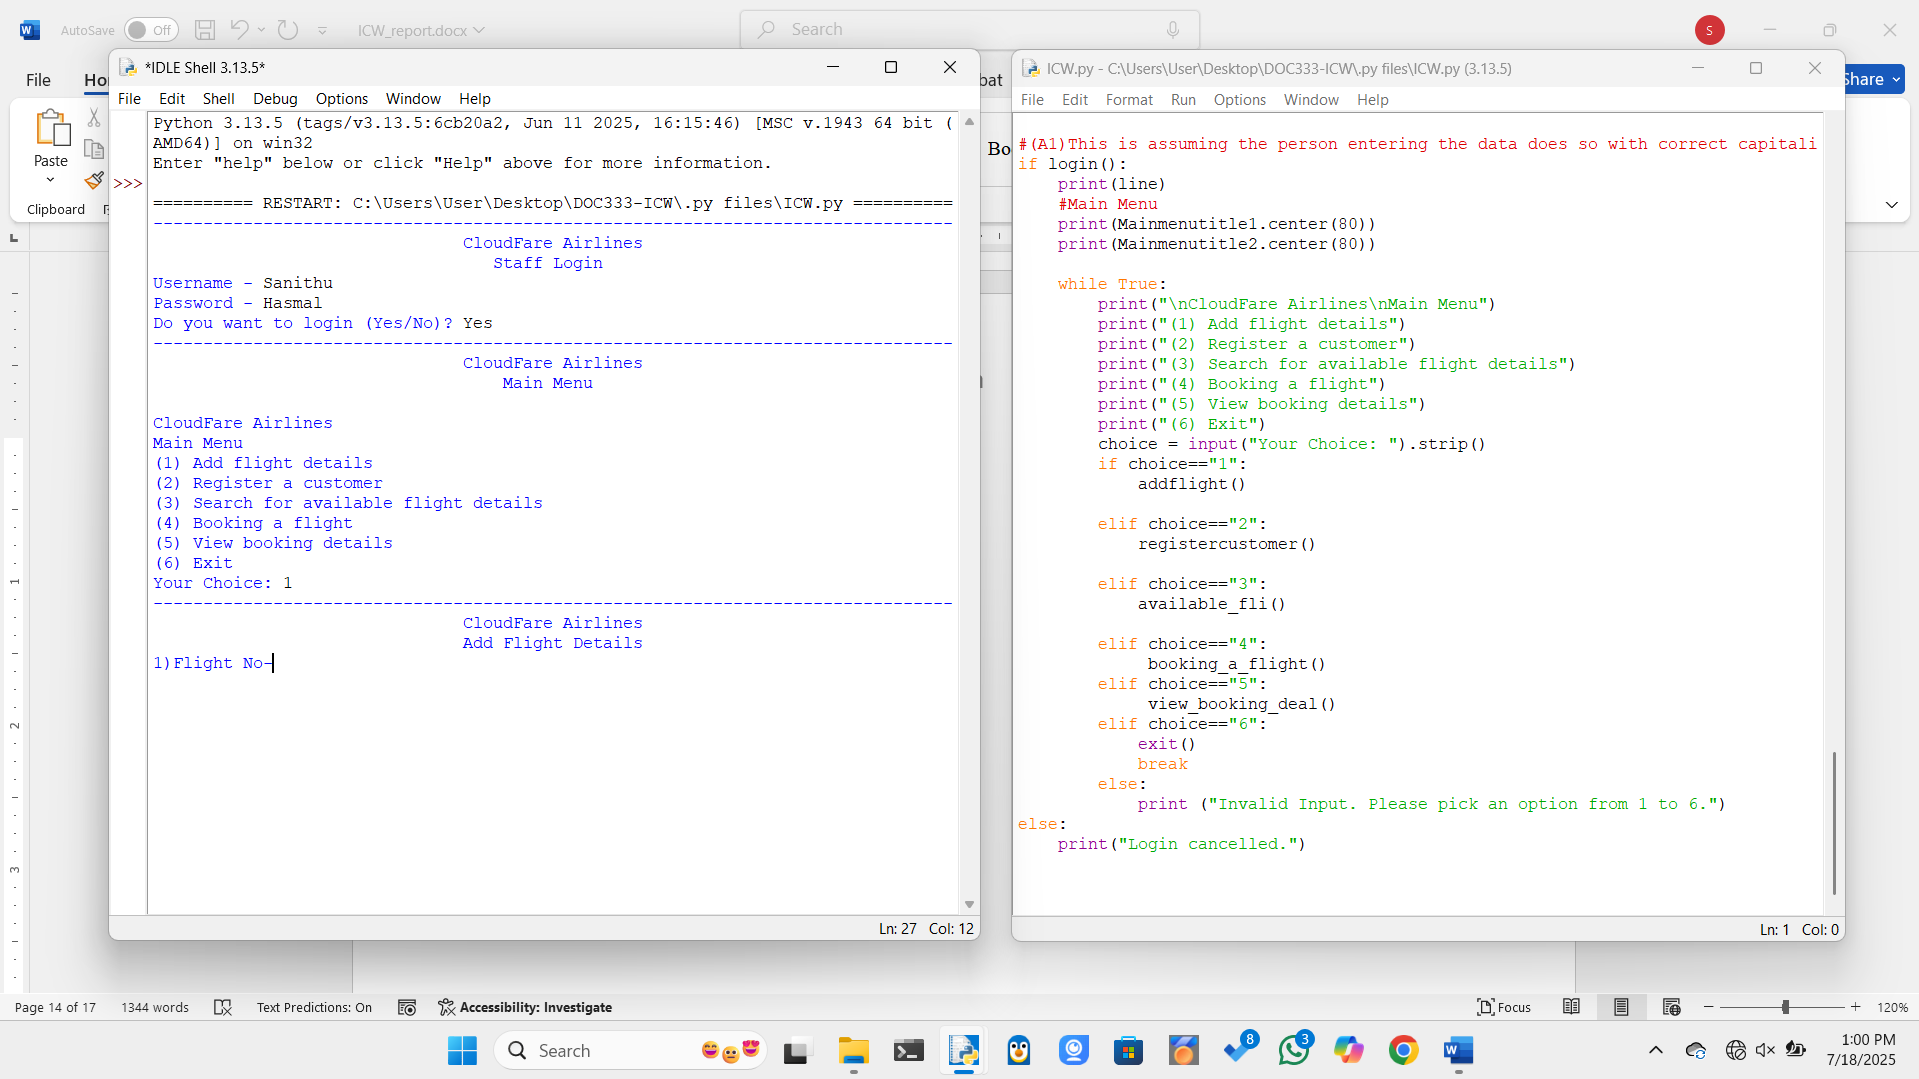 AutoSave Off ICW_report.docx Search S
File Ho bat Share
Paste
Clipboard
Bo
*IDLE Shell 3.13.5*
File Edit Shell Debug Options Window Help
Python 3.13.5 (tags/v3.13.5:6cb20a2, Jun 11 2025, 16:15:46) [MSC v.1943 64 bit (
AMD64)] on win32
Enter "help" below or click "Help" above for more information.
>>>
========== RESTART: C:\Users\User\Desktop\DOC333-ICW\.py files\ICW.py ==========
--------------------------------------------------------------------------------
CloudFare Airlines
Staff Login
Username - Sanithu
Password - Hasmal
Do you want to login (Yes/No)? Yes
--------------------------------------------------------------------------------
CloudFare Airlines
Main Menu
CloudFare Airlines
Main Menu
(1) Add flight details
(2) Register a customer
(3) Search for available flight details
(4) Booking a flight
(5) View booking details
(6) Exit
Your Choice: 1
--------------------------------------------------------------------------------
CloudFare Airlines
Add Flight Details
1)Flight No-
Ln: 27 Col: 12
ICW.py - C:\Users\User\Desktop\DOC333-ICW\.py files\ICW.py (3.13.5)
File Edit Format Run Options Window Help
#(A1)This is assuming the person entering the data does so with correct capitali
if login():
print(line)
#Main Menu
print(Mainmenutitle1.center(80))
print(Mainmenutitle2.center(80))
while True:
print("\nCloudFare Airlines\nMain Menu")
print("(1) Add flight details")
print("(2) Register a customer")
print("(3) Search for available flight details")
print("(4) Booking a flight")
print("(5) View booking details")
print("(6) Exit")
choice = input("Your Choice: ").strip()
if choice=="1":
addflight()
elif choice=="2":
registercustomer()
elif choice=="3":
available_fli()
elif choice=="4":
booking_a_flight()
elif choice=="5":
view_booking_deal()
elif choice=="6":
exit()
break
else:
print ("Invalid Input. Please pick an option from 1 to 6.")
else:
print("Login cancelled.")
Ln: 1 Col: 0
1
2
3
Page 14 of 17 1344 words Text Predictions: On Accessibility: Investigate Focus 120%
Search 8 3 1:00 PM
7/18/2025